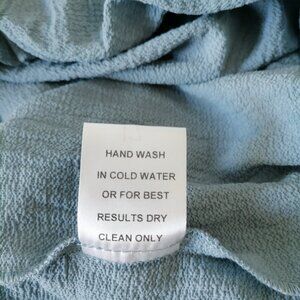 HAND WASH
IN COLD WATER
OR FOR BEST
RESULTS DRY
CLEAN ONLY